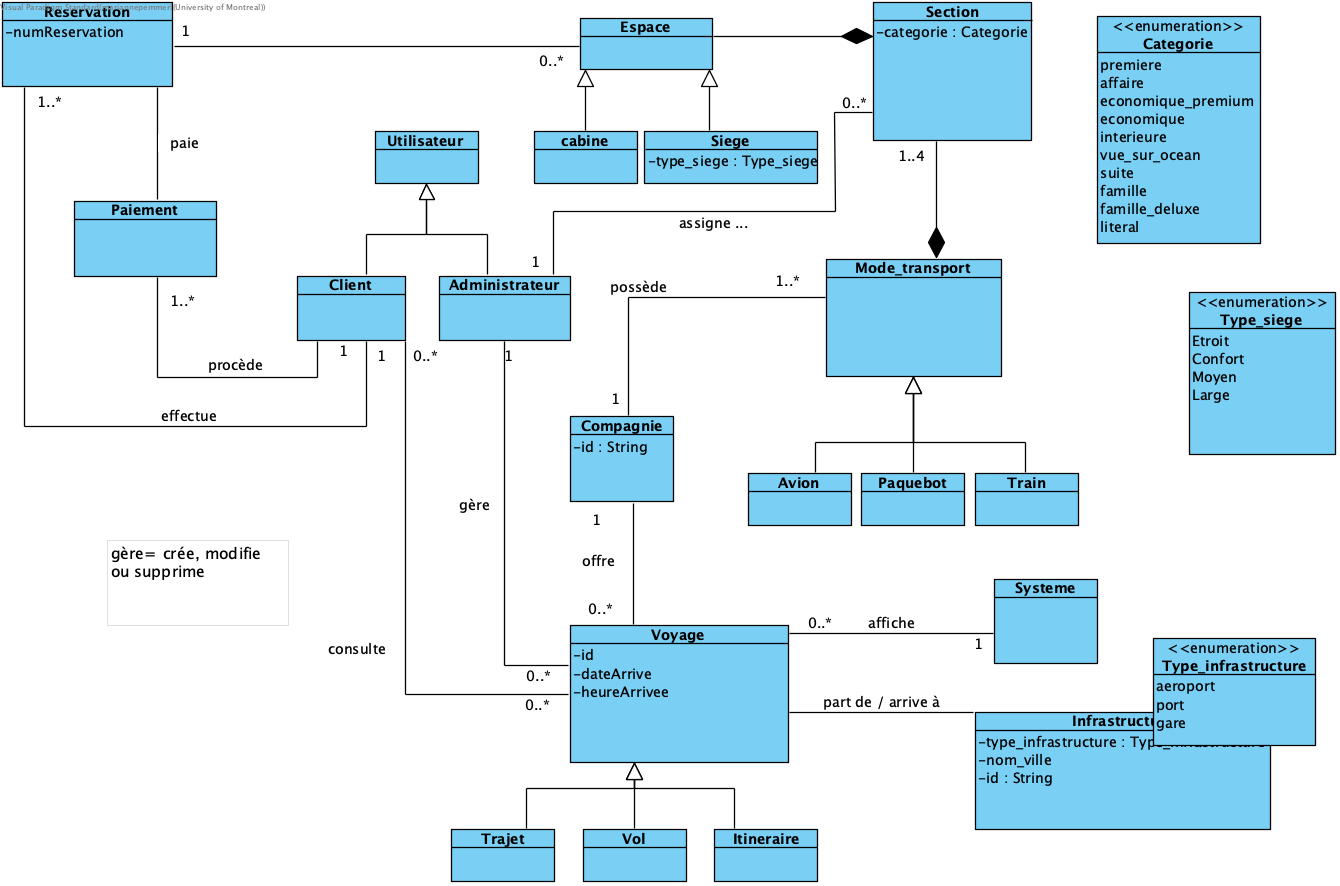 Visual Paradigm Standard(
(University of Montreal))
Reservation
-numReservation
1
0..*
Espace
Section
-categorie : Categorie
<<enumeration>>
Categorie
premiere
affaire
economique_premium
economique
interieure
vue_sur_ocean
suite
famille
famille_deluxe
literal
1..*
paie
Utilisateur
cabine
Siege
-type_siege : Type_siege
0..*
1..4
Paiement
assigne ...
1
Client
Administrateur
Mode_transport
1..*
possède
1..*
<<enumeration>>
Type_siege
Etroit
Confort
Moyen
Large
1
1
0..*
1
procède
effectue
1
Compagnie
-id : String
Avion
Paquebot
Train
gère
1
offre
0..*
gère= crée, modifie
ou supprime
consulte
Voyage
-id
-dateArrive
-heureArrivee
0..*
0..*
0..*
affiche
1
Systeme
<<enumeration>>
Type_infrastructure
aeroport
port
gare
part de / arrive à
-type_infrastructure :
-nom_ville
-id : String
Trajet
Vol
Itineraire